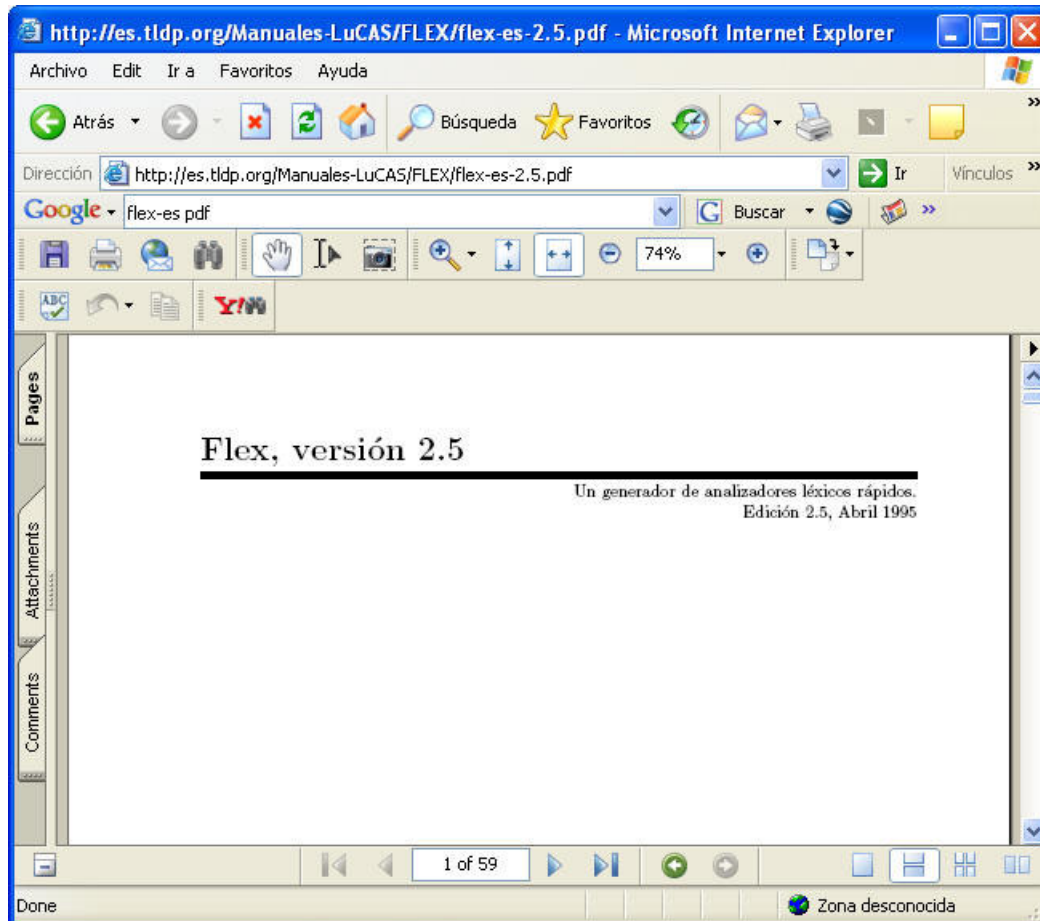 http://es.tldp.org/Manuales-LuCAS/FLEX/flex-es-2.5.pdf - Microsoft Internet Explorer
Archivo Edit Ir a Favoritos Ayuda
Atrás Búsqueda Favoritos
Dirección http://es.tldp.org/Manuales-LuCAS/FLEX/flex-es-2.5.pdf Ir Vínculos »
Google flex-es pdf G Buscar »
74%
ABC Y!
Pages
Attachments
Comments
Flex, versión 2.5
Un generador de analizadores léxicos rápidos.
Edición 2.5, Abril 1995
1 of 59
Done Zona desconocida